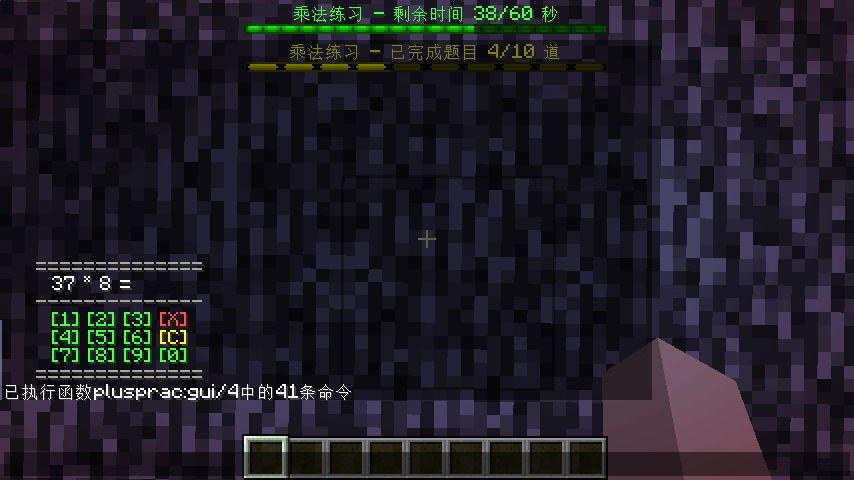 乘法练习 - 剩余时间 38/60 秒
乘法练习 - 已完成题目 4/10 道
====================
37 * 8 =
--------------------
[1] [2] [3] [X]
[4] [5] [6] [C]
[7] [8] [9] [0]
====================
已执行函数plusprac:gui/4中的41条命令